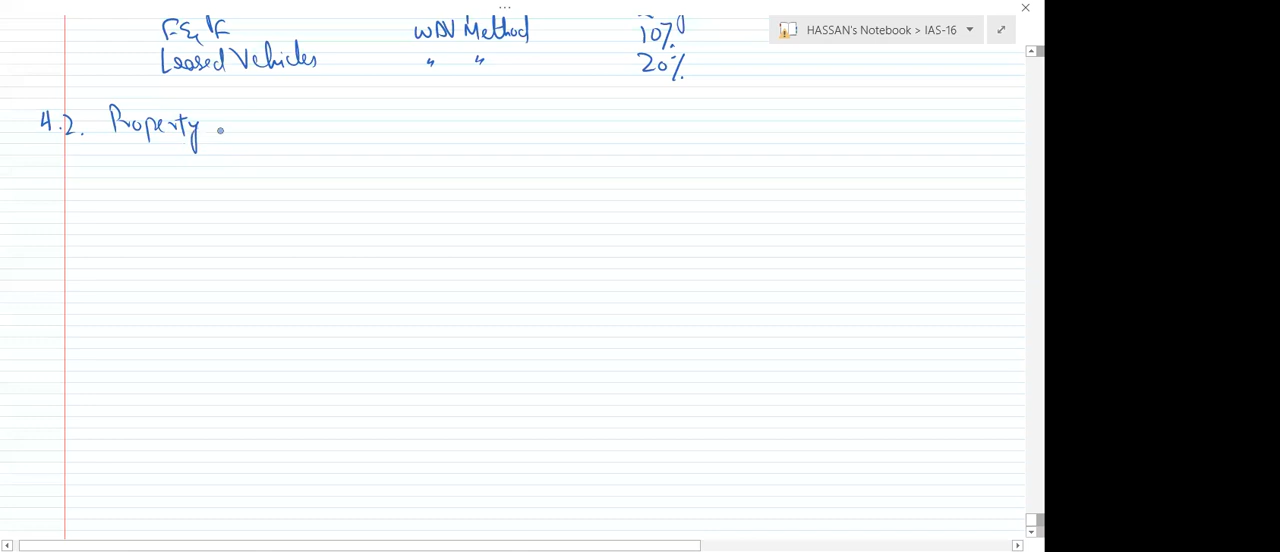 F & F WDV Method 10%
HASSAN's Notebook > IAS-16
Leased Vehicles " " 20%
4.2. Property